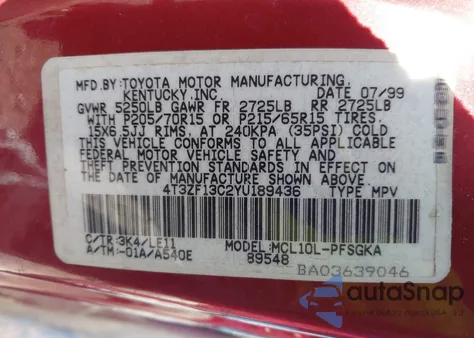 MFD.BY:TOYOTA MOTOR MANUFACTURING,
KENTUCKY,INC. DATE 07/99
GVWR 5250LB GAWR FR 2725LB RR 2725LB
WITH P205/70R15 OR P215/65R15 TIRES,
15X6.5JJ RIMS, AT 240KPA (35PSI) COLD
THIS VEHICLE CONFORMS TO ALL APPLICABLE
FEDERAL MOTOR VEHICLE SAFETY AND
THEFT PREVENTION STANDARDS IN EFFECT ON
THE DATE OF MANUFACTURE SHOWN ABOVE.
4T3ZF13C2YU189436 TYPE MPV
C/TR:3K4/LE11 MODEL:MCL10L-PFSGKA
A/TM:-01A/A540E 89548
BA03639046
autoSnap